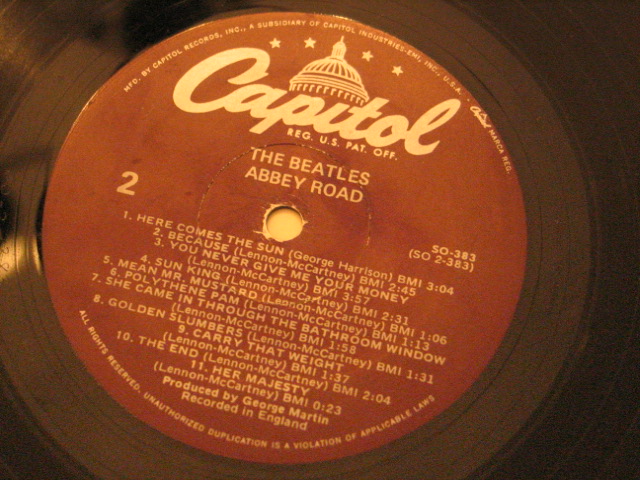 MFD. BY CAPITOL RECORDS, INC., A SUBSIDIARY OF CAPITOL INDUSTRIES-EMI, INC., U.S.A. • Capitol MARCA REG.
Capitol
REG. U.S. PAT. OFF.
THE BEATLES
ABBEY ROAD
2
SO-383
(SO 2-383)
1. HERE COMES THE SUN (George Harrison) BMI 3:04
2. BECAUSE (Lennon-McCartney) BMI 2:45
3. YOU NEVER GIVE ME YOUR MONEY
(Lennon-McCartney) BMI 3:57
4. SUN KING (Lennon-McCartney) BMI 2:31
5. MEAN MR. MUSTARD (Lennon-McCartney) BMI 1:06
6. POLYTHENE PAM (Lennon-McCartney) BMI 1:13
7. SHE CAME IN THROUGH THE BATHROOM WINDOW
(Lennon-McCartney) BMI 1:58
8. GOLDEN SLUMBERS (Lennon-McCartney) BMI 1:31
9. CARRY THAT WEIGHT
(Lennon-McCartney) BMI 1:37
10. THE END (Lennon-McCartney) BMI 2:04
11. HER MAJESTY
(Lennon-McCartney) BMI 0:23
Produced by George Martin
Recorded in England
ALL RIGHTS RESERVED. UNAUTHORIZED DUPLICATION IS A VIOLATION OF APPLICABLE LAWS